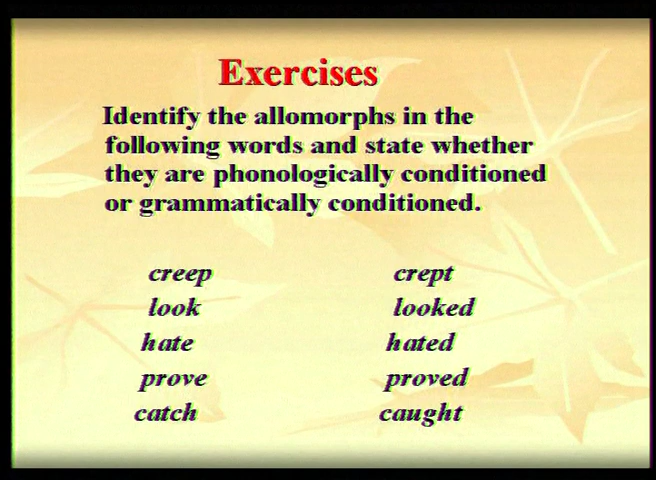 Exercises
Identify the allomorphs in the
following words and state whether
they are phonologically conditioned
or grammatically conditioned.
creep crept
look looked
hate hated
prove proved
catch caught